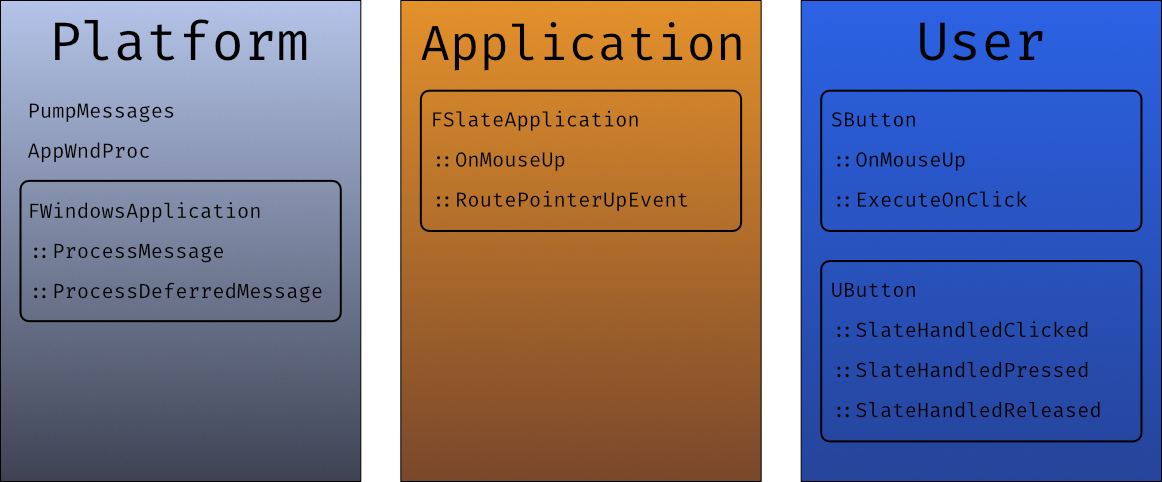 Platform
PumpMessages
AppWndProc
FWindowsApplication
::ProcessMessage
::ProcessDeferredMessage
Application
FSlateApplication
::OnMouseUp
::RoutePointerUpEvent
User
SButton
::OnMouseUp
::ExecuteOnClick
UButton
::SlateHandledClicked
::SlateHandledPressed
::SlateHandledReleased